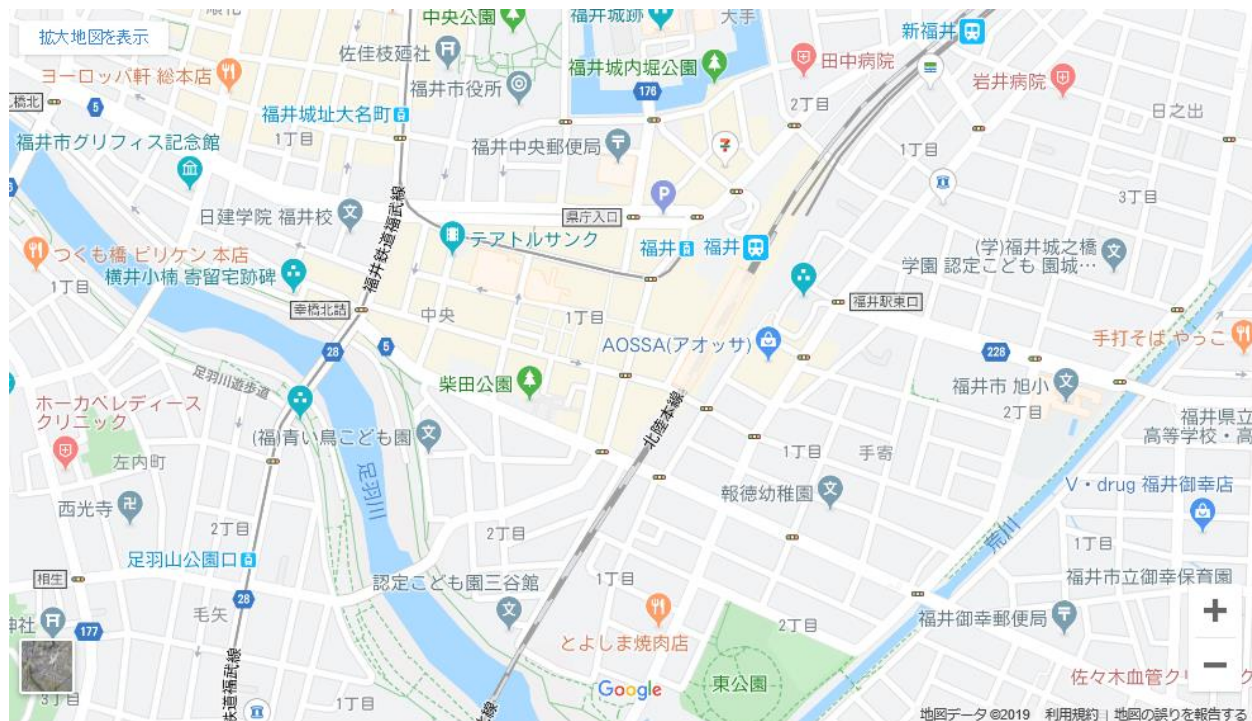 拡大地図を表示
中央公園
福井城跡
大手
新福井
佐佳枝廼社
田中病院
岩井病院
ヨーロッパ軒 総本店
福井市役所
福井城内堀公園
176
2丁目
日之出
5
福井城址大名町
1丁目
福井市グリフィス記念館
福井中央郵便局
1丁目
3丁目
日建学院 福井校
福井鉄道福武線
P
県庁入口
テアトルサンク
福井
福井
つくも橋 ビリケン 本店
(学)福井城之橋
学園 認定こども 園城…
横井小楠 寄留宅跡碑
1丁目
幸橋北詰
中央
1丁目
福井駅東口
28
5
AOSSA(アオッサ)
228
手打そば やっこ
足羽川遊歩道
柴田公園
福井市 旭小
2丁目
ホーカベレディース
クリニック
(福)青い鳥こども園
北陸本線
1丁目
手寄
福井県立
高等学校・高
左内町
足羽川
報徳幼稚園
V・drug 福井御幸店
西光寺
2丁目
2丁目
荒川
1丁目
足羽山公園口
相生
認定こども園三谷館
1丁目
福井市立御幸保育園
28
毛矢
神社
177
とよしま焼肉店
2丁目
福井御幸郵便局
+
−
3丁目
鉄道福武線
1丁目
Google
東公園
佐々木血管クリ
ク
地図データ ©2019 利用規約 | 地図の誤りを報告する